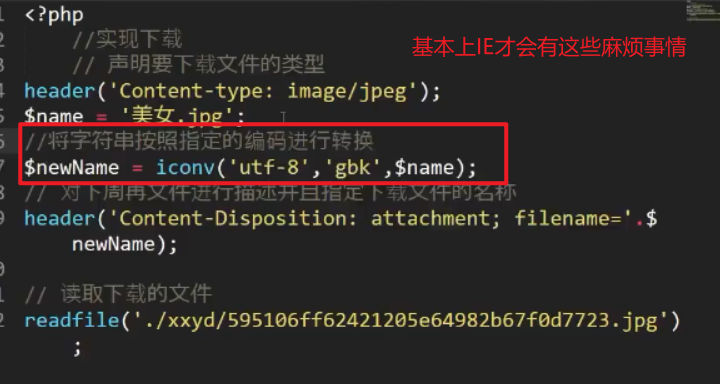 1 <?php
2 //实现下载
基本上IE才会有这些麻烦事情
3 // 声明要下载文件的类型
4 header('Content-type: image/jpeg');
5 $name = '美女.jpg';
6 //将字符串按照指定的编码进行转换
7 $newName = iconv('utf-8','gbk',$name);
8 // 对下周再文件进行描述并且指定下载文件的名称
9 header('Content-Disposition: attachment; filename='.$
newName);
0
1 // 读取下载的文件
2 readfile('./xxyd/595106ff62421205e64982b67f0d7723.jpg')
;